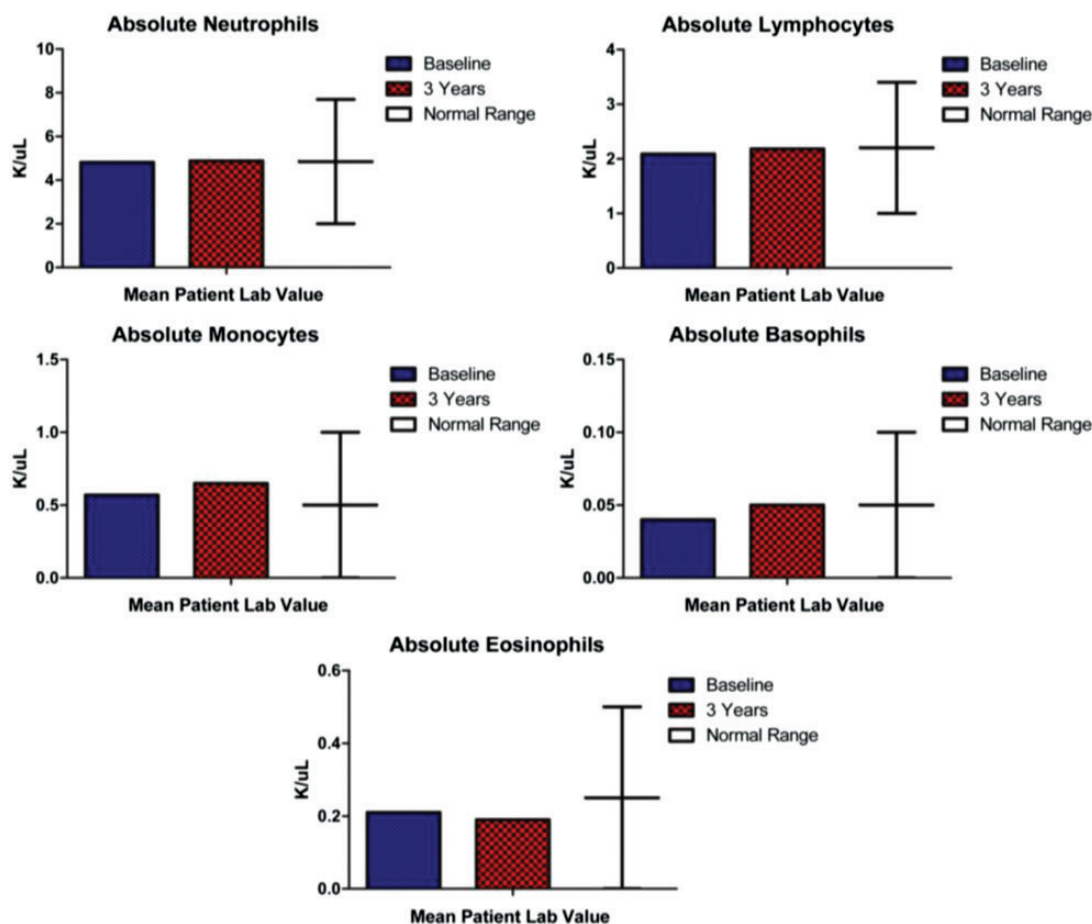 Absolute Neutrophils
10
8
6
4
2
0
K/uL
Baseline
3 Years
Normal Range
Mean Patient Lab Value
Absolute Lymphocytes
4
3
2
1
0
K/uL
Baseline
3 Years
Normal Range
Mean Patient Lab Value
Absolute Monocytes
1.5
1.0
0.5
0.0
K/uL
Baseline
3 Years
Normal Range
Mean Patient Lab Value
Absolute Basophils
0.15
0.10
0.05
0.00
K/uL
Baseline
3 Years
Normal Range
Mean Patient Lab Value
Absolute Eosinophils
0.6
0.4
0.2
0.0
K/uL
Baseline
3 Years
Normal Range
Mean Patient Lab Value